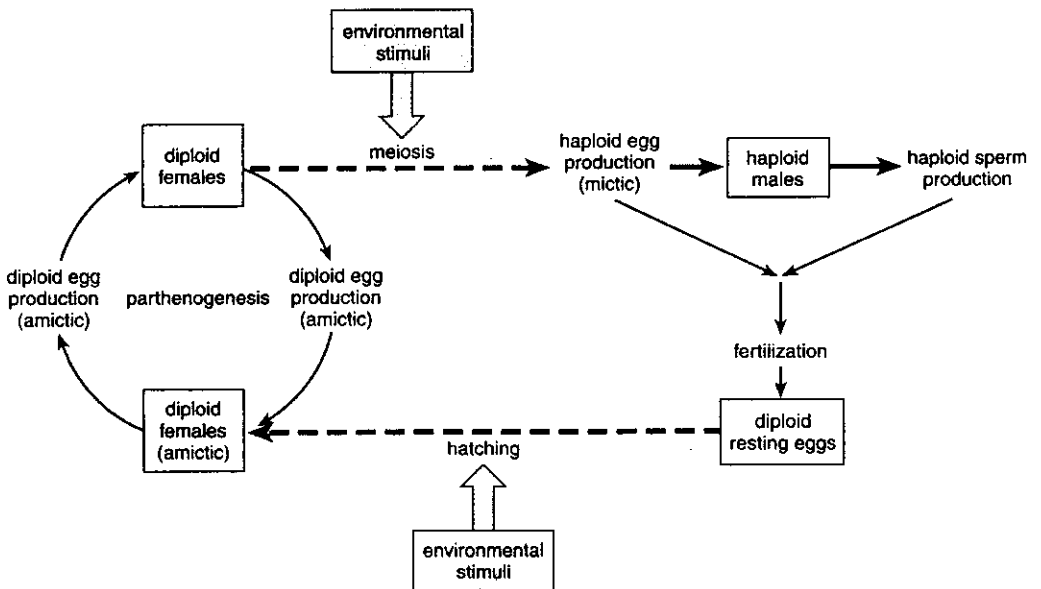 environmental
stimuli
diploid
females
meiosis
haploid egg
production
(mictic)
haploid
males
haploid sperm
production
diploid egg
production
(amictic)
parthenogenesis
diploid egg
production
(amictic)
fertilization
diploid
females
(amictic)
hatching
diploid
resting eggs
environmental
stimuli